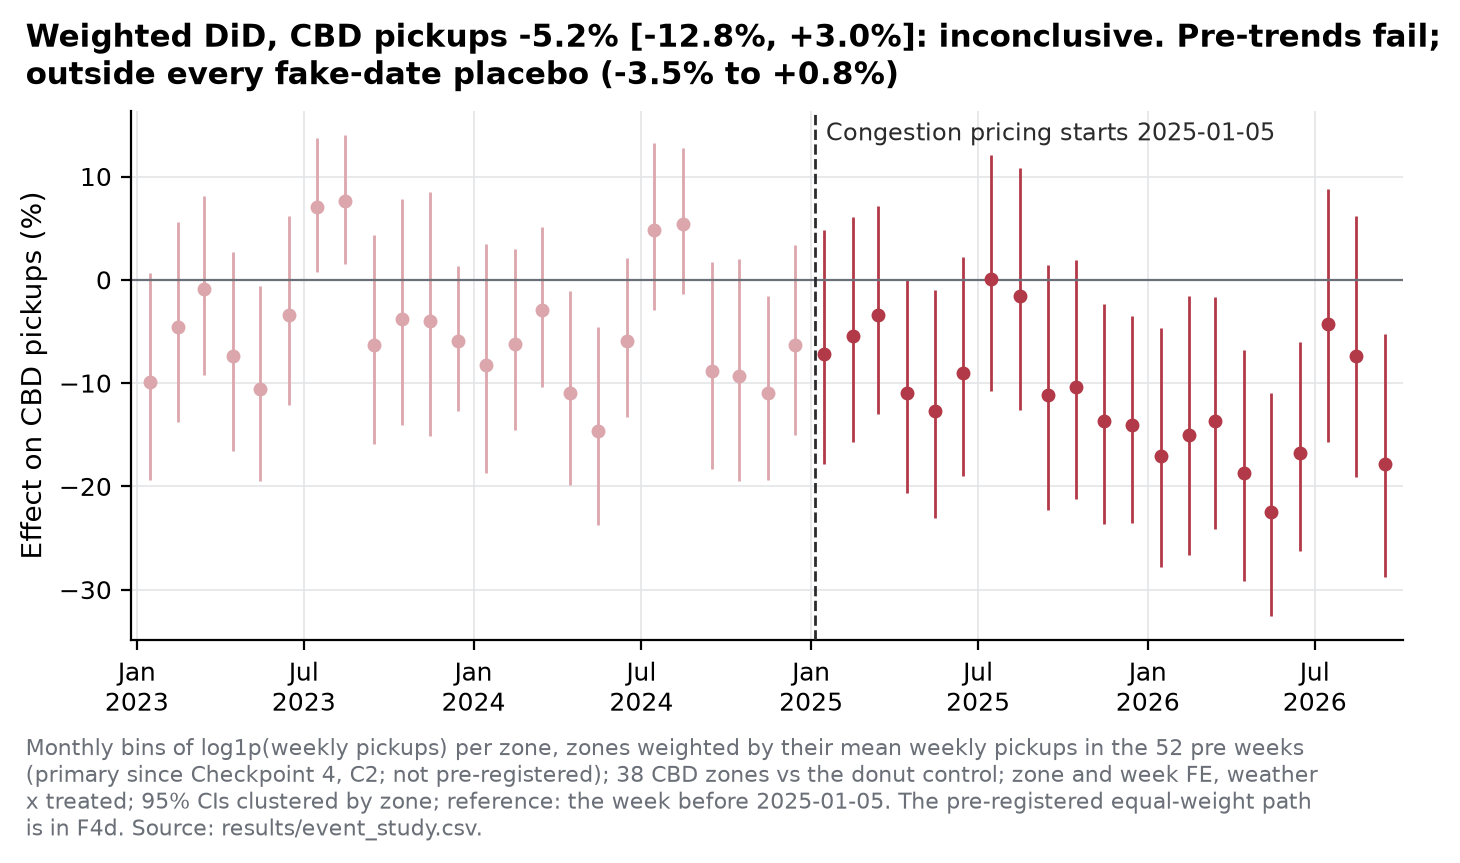 Weighted DiD, CBD pickups -5.2% [-12.8%, +3.0%]: inconclusive. Pre-trends fail;
outside every fake-date placebo (-3.5% to +0.8%)
Congestion pricing starts 2025-01-05
Effect on CBD pickups (%)
10
0
−10
−20
−30
Jan
2023
Jul
2023
Jan
2024
Jul
2024
Jan
2025
Jul
2025
Jan
2026
Jul
2026
Monthly bins of log1p(weekly pickups) per zone, zones weighted by their mean weekly pickups in the 52 pre weeks
(primary since Checkpoint 4, C2; not pre-registered); 38 CBD zones vs the donut control; zone and week FE, weather
x treated; 95% CIs clustered by zone; reference: the week before 2025-01-05. The pre-registered equal-weight path
is in F4d. Source: results/event_study.csv.